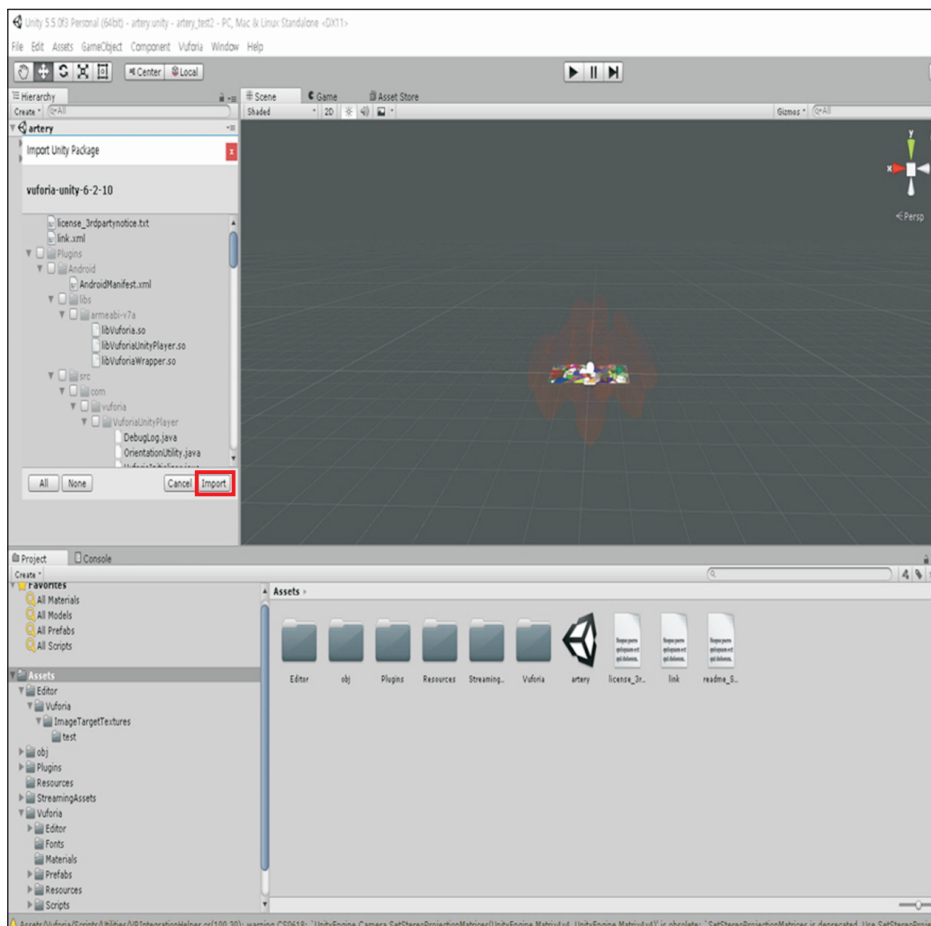 Unity 5.5.0f3 Personal (64bit) - artery.unity - artery_test2 - PC, Mac & Linux Standalone <DX11>
File Edit Assets GameObject Component Vuforia Window Help
Center Local
Hierarchy
Create All
artery
Import Unity Package
x
vuforia-unity-6-2-10
license_3rdpartynotice.txt
link.xml
Plugins
Android
AndroidManifest.xml
libs
armeabi-v7a
libVuforia.so
libVuforiaUnityPlayer.so
libVuforiaWrapper.so
src
com
vuforia
VuforiaUnityPlayer
DebugLog.java
OrientationUtility.java
All None Cancel Import
Scene Game Asset Store
Shaded 2D Gizmos All
y
x
Persp
Project Console
Create
Favorites
All Materials
All Models
All Prefabs
All Scripts
Assets
Editor
Vuforia
ImageTargetTextures
test
obj
Plugins
Resources
StreamingAssets
Vuforia
Editor
Fonts
Materials
Prefabs
Resources
Scripts
Assets
Editor obj Plugins Resources Streaming... Vuforia artery license_3r... link readme_S...